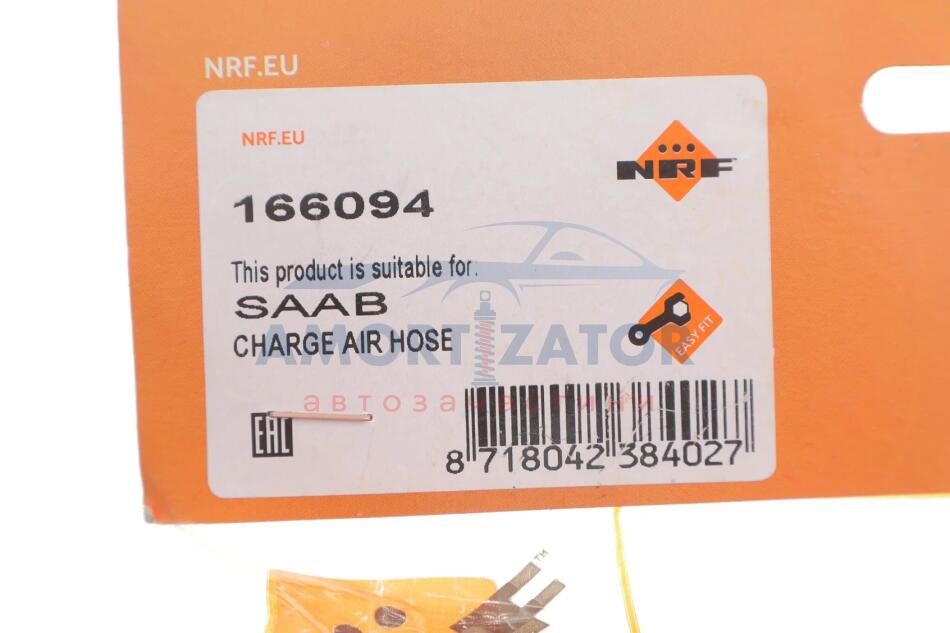 NRF.EU
NRF.EU
NRF
166094
This product is suitable for:
SAAB
CHARGE AIR HOSE
EASY FIT
AMORTIZATOR
автозапчастини
EAC
8 718042 384027
TM